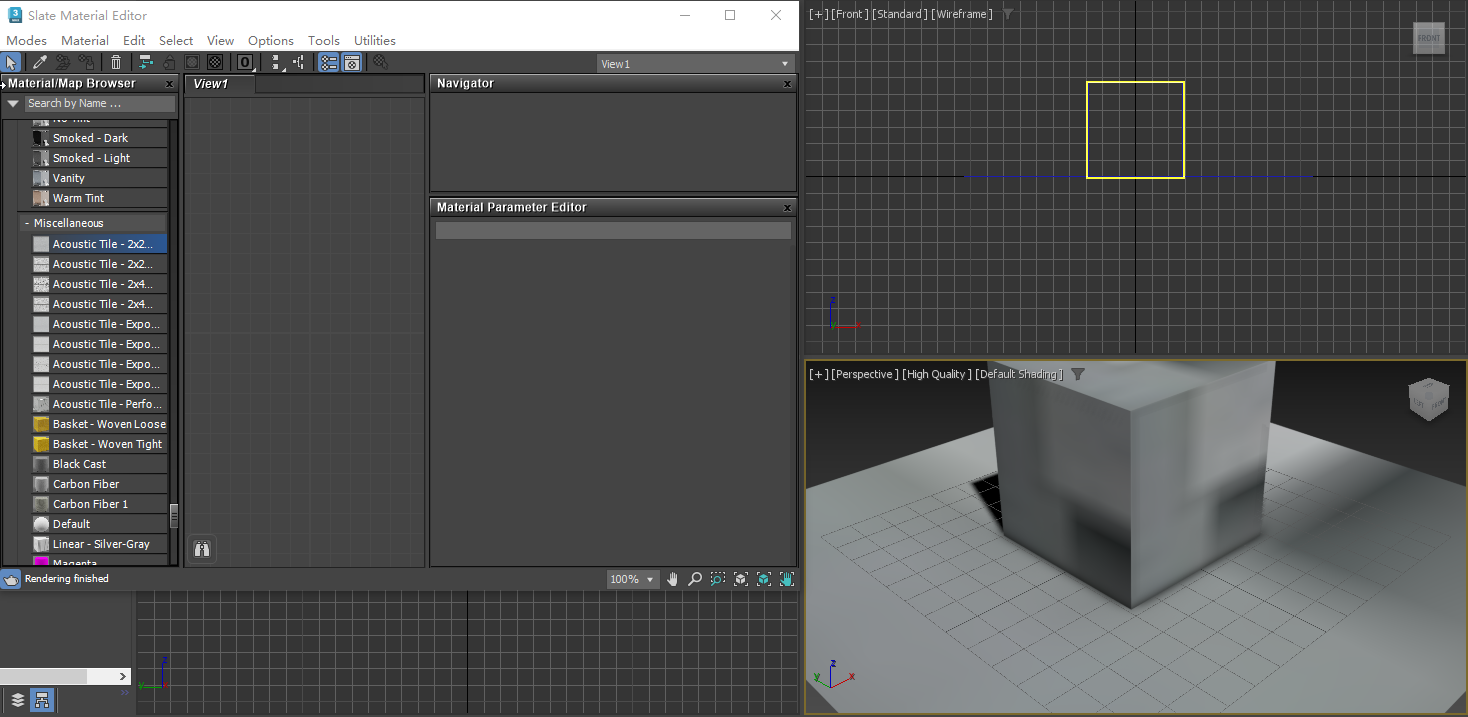 Slate Material Editor
Modes Material Edit Select View Options Tools Utilities
View1
Material/Map Browser
Search by Name ...
Smoked - Dark
Smoked - Light
Vanity
Warm Tint
- Miscellaneous
Acoustic Tile - 2x2...
Acoustic Tile - 2x2...
Acoustic Tile - 2x4...
Acoustic Tile - 2x4...
Acoustic Tile - Expo...
Acoustic Tile - Expo...
Acoustic Tile - Expo...
Acoustic Tile - Expo...
Acoustic Tile - Perfo...
Basket - Woven Loose
Basket - Woven Tight
Black Cast
Carbon Fiber
Carbon Fiber 1
Default
Linear - Silver-Gray
Magenta
View1
Navigator
Material Parameter Editor
Rendering finished
100%
z
y
[+] [Front ] [Standard ] [Wireframe ]
FRONT
z
y
x
[+] [Perspective ] [High Quality ] [Default Shading ]
FRONT
z
y
x